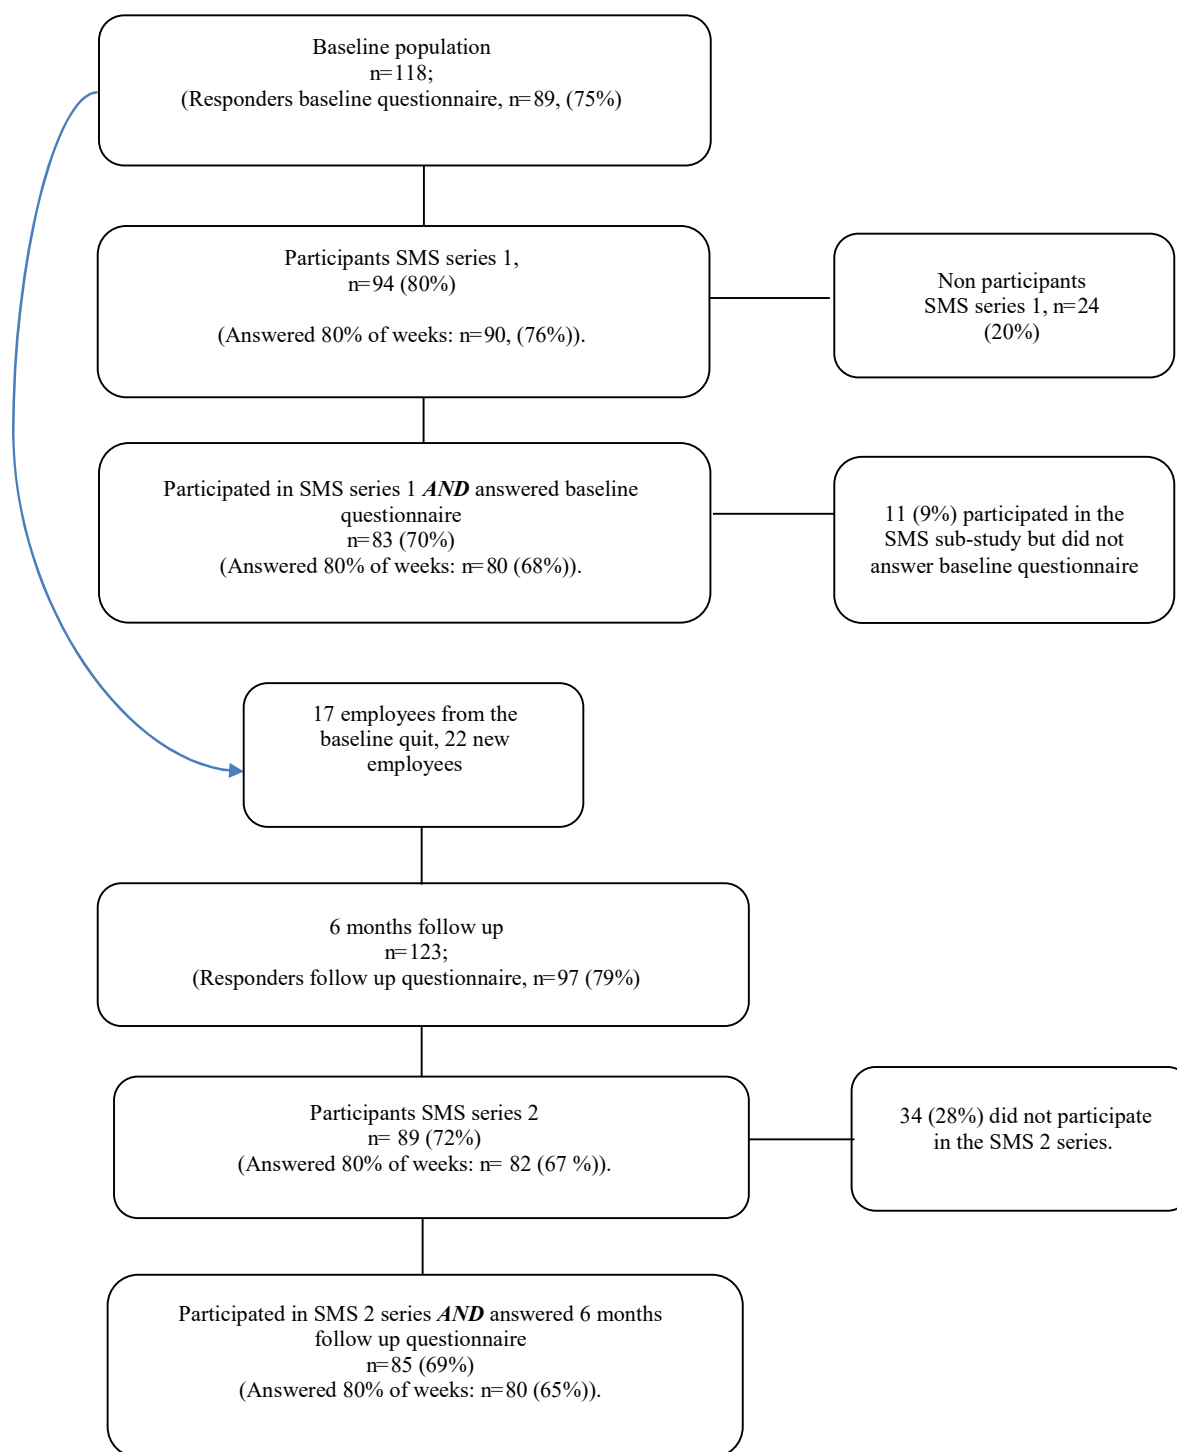 Baseline population
n=118;
(Responders baseline questionnaire, n=89, (75%)
Participants SMS series 1,
n=94 (80%)
(Answered 80% of weeks: n=90, (76%)).
Non participants
SMS series 1, n=24
(20%)
Participated in SMS series 1 AND answered baseline
questionnaire
n=83 (70%)
(Answered 80% of weeks: n=80 (68%)).
11 (9%) participated in the
SMS sub-study but did not
answer baseline questionnaire
17 employees from the
baseline quit, 22 new
employees
6 months follow up
n=123;
(Responders follow up questionnaire, n=97 (79%)
Participants SMS series 2
n= 89 (72%)
(Answered 80% of weeks: n= 82 (67 %)).
34 (28%) did not participate
in the SMS 2 series.
Participated in SMS 2 series AND answered 6 months
follow up questionnaire
n=85 (69%)
(Answered 80% of weeks: n=80 (65%)).